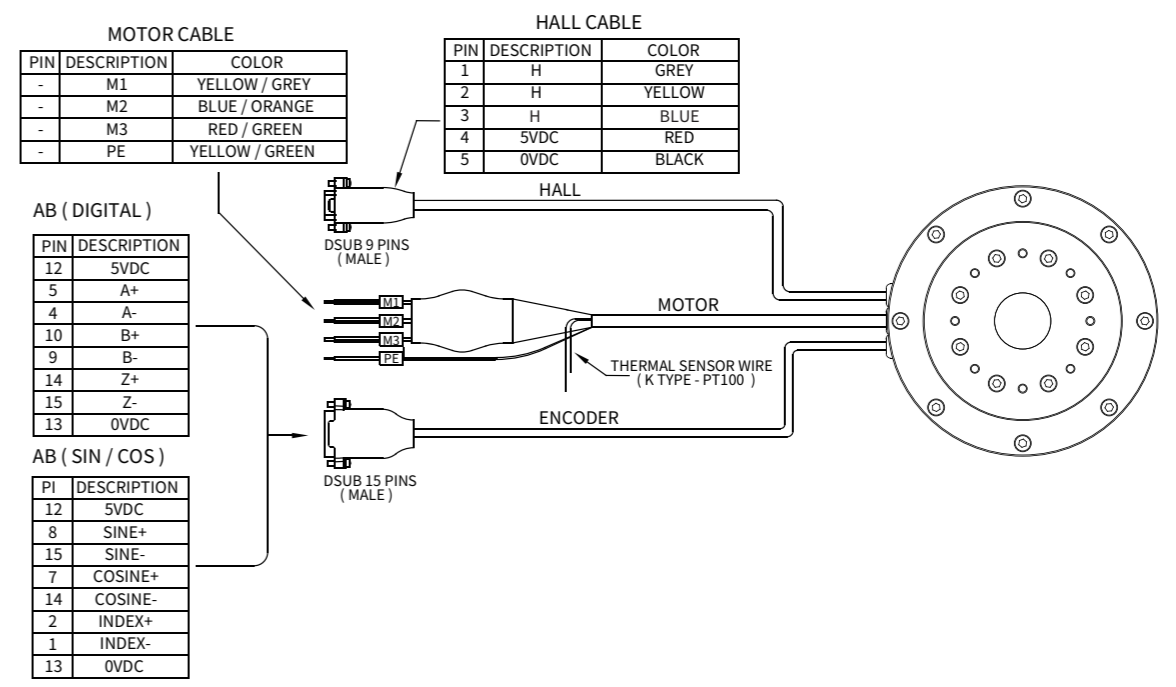 MOTOR CABLE
PIN DESCRIPTION COLOR
- M1 YELLOW / GREY
- M2 BLUE / ORANGE
- M3 RED / GREEN
- PE YELLOW / GREEN
HALL CABLE
PIN DESCRIPTION COLOR
1 H GREY
2 H YELLOW
3 H BLUE
4 5VDC RED
5 0VDC BLACK
HALL
DSUB 9 PINS
( MALE )
AB ( DIGITAL )
PIN DESCRIPTION
12 5VDC
5 A+
4 A-
10 B+
9 B-
14 Z+
15 Z-
13 0VDC
M1
M2
M3
PE
MOTOR
THERMAL SENSOR WIRE
( K TYPE - PT100 )
ENCODER
DSUB 15 PINS
( MALE )
AB ( SIN / COS )
PI DESCRIPTION
12 5VDC
8 SINE+
15 SINE-
7 COSINE+
14 COSINE-
2 INDEX+
1 INDEX-
13 0VDC